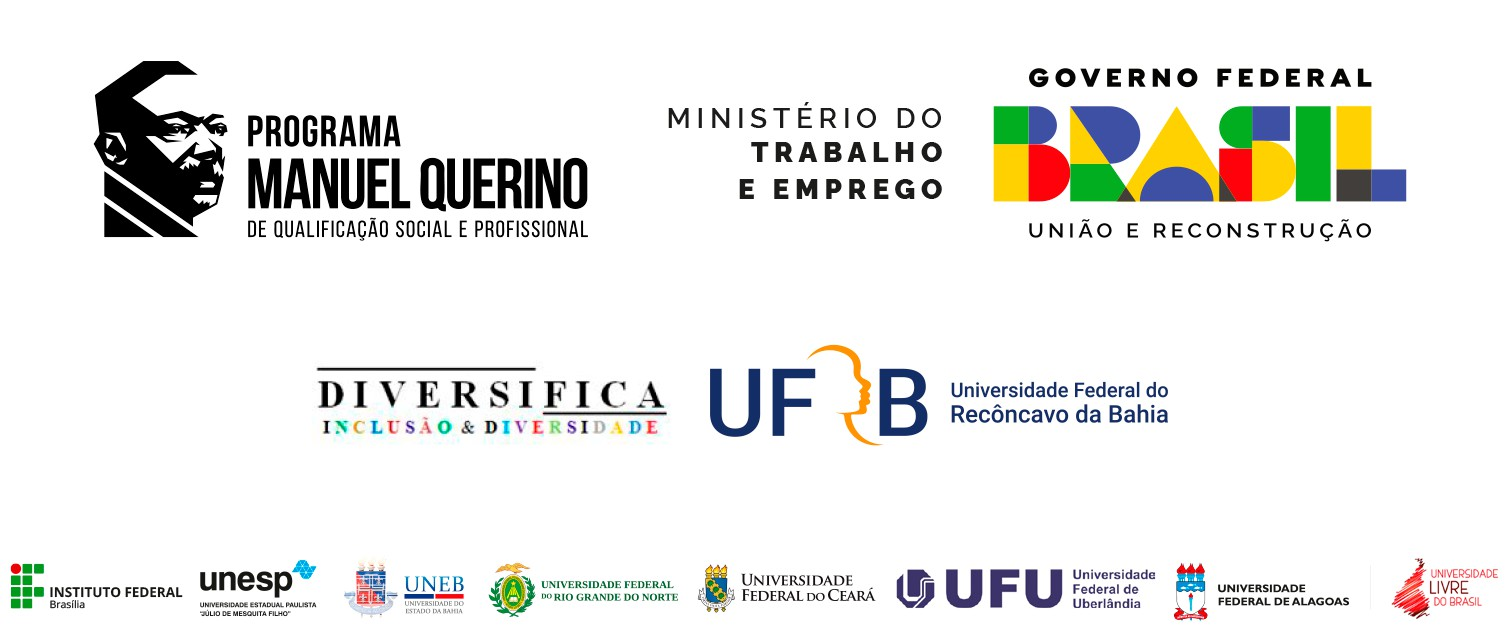 PROGRAMA
MANUEL QUERINO
DE QUALIFICAÇÃO SOCIAL E PROFISSIONAL
MINISTÉRIO DO
TRABALHO
E EMPREGO
GOVERNO FEDERAL
BRASIL
UNIÃO E RECONSTRUÇÃO
DIVERSIFICA
INCLUSÃO & DIVERSIDADE
UFRB
Universidade Federal do
Recôncavo da Bahia
INSTITUTO FEDERAL
Brasília
unesp
UNIVERSIDADE ESTADUAL PAULISTA
"JÚLIO DE MESQUITA FILHO"
UNEB
UNIVERSIDADE DO
ESTADO DA BAHIA
UNIVERSIDADE FEDERAL
DO RIO GRANDE DO NORTE
UNIVERSIDADE
FEDERAL DO CEARÁ
UFU
Universidade
Federal de
Uberlândia
UNIVERSIDADE
FEDERAL DE ALAGOAS
UNIVERSIDADE
LIVRE
DO BRASIL